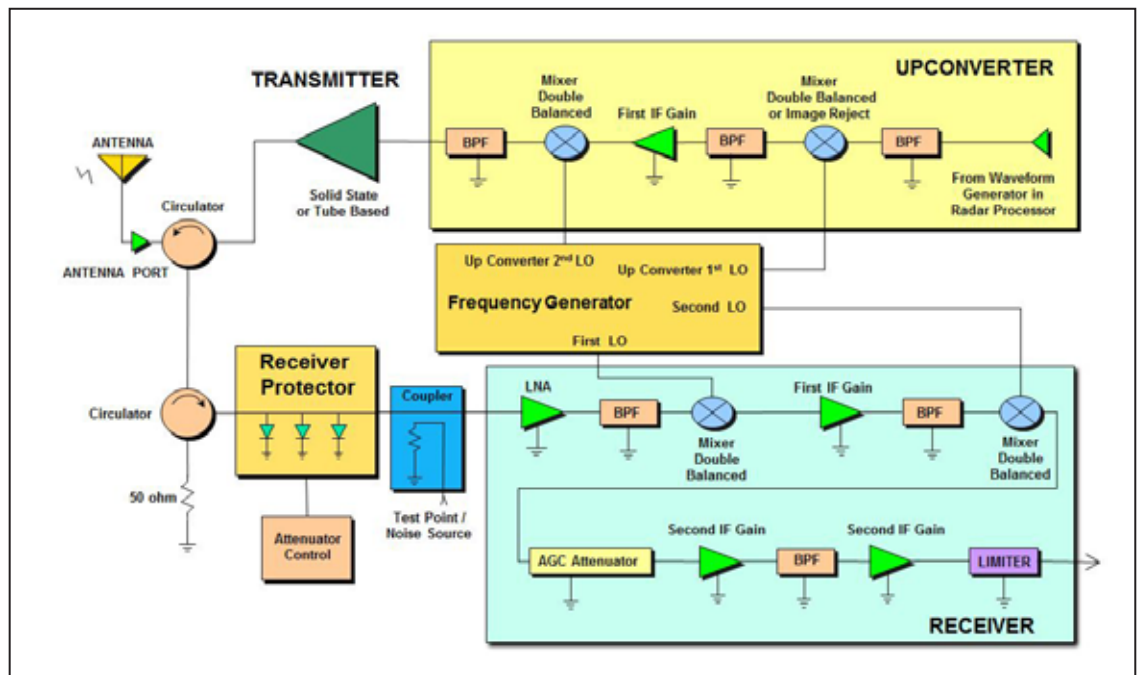 UPCONVERTER
TRANSMITTER
Mixer
Double
Balanced
First IF Gain
Mixer
Double Balanced
or Image Reject
BPF
BPF
BPF
From Waveform
Generator in
Radar Processor
Solid State
or Tube Based
ANTENNA
Circulator
ANTENNA PORT
Up Converter 2nd LO
Up Converter 1st LO
Frequency Generator
Second LO
First LO
Receiver
Protector
Circulator
50 ohm
Attenuator
Control
Coupler
Test Point /
Noise Source
LNA
BPF
Mixer
Double
Balanced
First IF Gain
BPF
Mixer
Double
Balanced
AGC Attenuator
Second IF Gain
BPF
Second IF Gain
LIMITER
RECEIVER